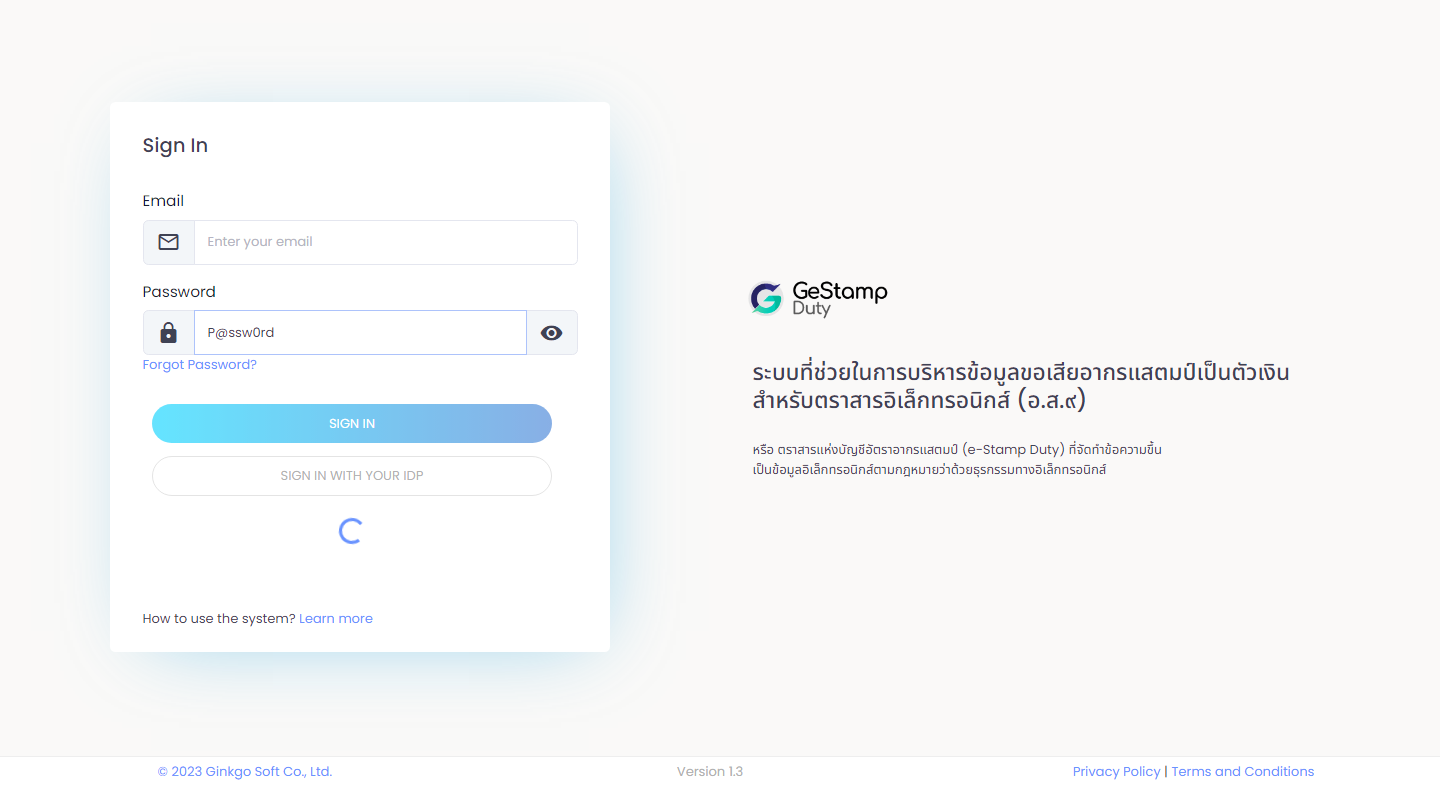 Sign In
Email
Enter your email
Password
P@ssw0rd
Forgot Password?
SIGN IN
SIGN IN WITH YOUR IDP
How to use the system? Learn more
GeStamp
Duty
ระบบที่ช่วยในการบริหารข้อมูลขอเสียอากรแสตมป์เป็นตัวเงิน
สำหรับตราสารอิเล็กทรอนิกส์ (อ.ส.๙)
หรือ ตราสารแห่งบัญชีอัตราอากรแสตมป์ (e-Stamp Duty) ที่จัดทำข้อความขึ้น
เป็นข้อมูลอิเล็กทรอนิกส์ตามกฎหมายว่าด้วยธุรกรรมทางอิเล็กทรอนิกส์
© 2023 Ginkgo Soft Co., Ltd.
Version 1.3
Privacy Policy | Terms and Conditions